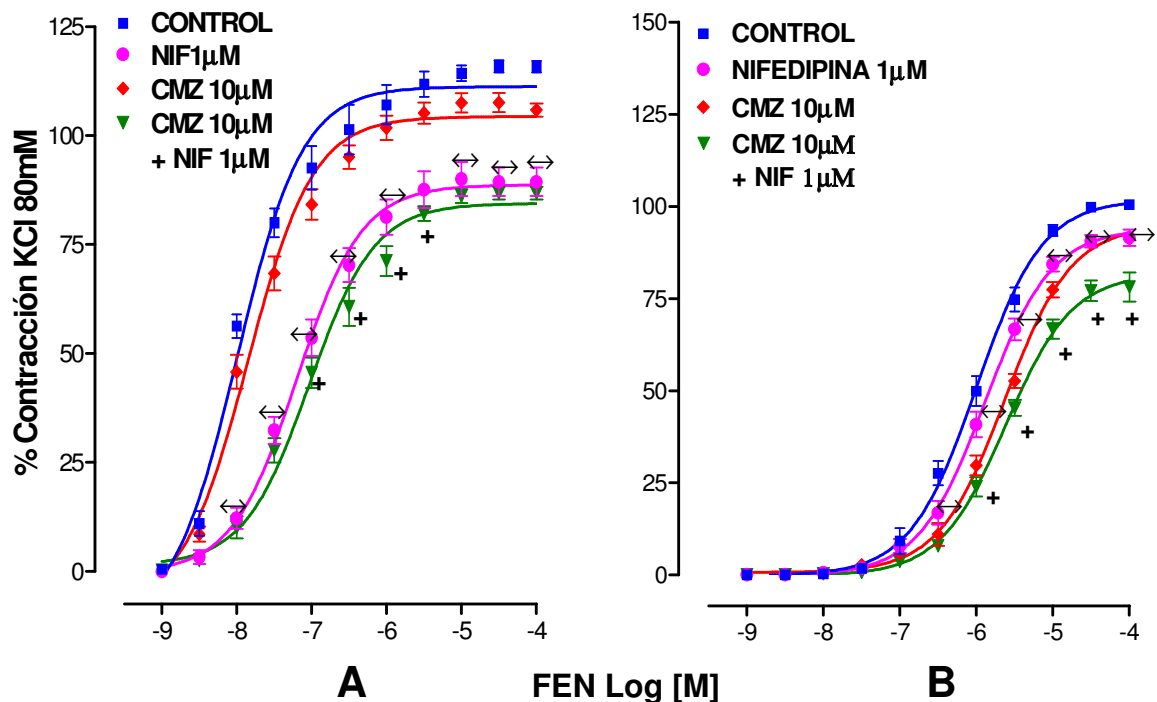 125
100
75
50
25
0
% Contracción KCl 80mM
CONTROL
NIF1µM
CMZ 10µM
CMZ 10µM
+ NIF 1µM
-9 -8 -7 -6 -5 -4
A
150
125
100
75
50
25
0
CONTROL
NIFEDIPINA 1µM
CMZ 10µM
CMZ 10µM
+ NIF 1µM
-9 -8 -7 -6 -5 -4
B
FEN Log [M]